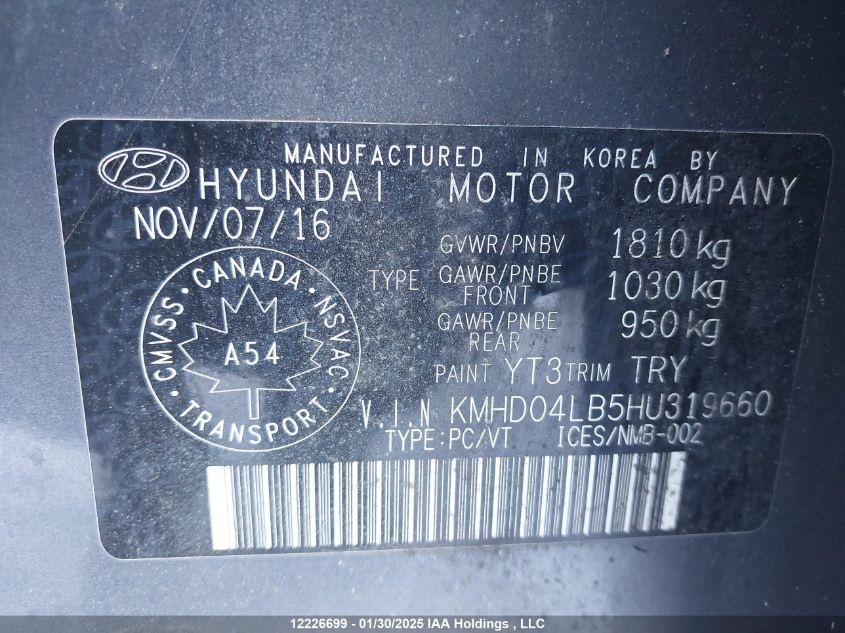 MANUFACTURED IN KOREA BY
HYUNDAI MOTOR COMPANY
NOV/07/16
GVWR/PNBV 1810 kg
TYPE GAWR/PNBE FRONT 1030 kg
GAWR/PNBE REAR 950 kg
CANADA
CMVSS · NSVAC
A54
TRANSPORT
PAINT YT3 TRIM TRY
V.I.N KMHD04LB5HU319660
TYPE:PC/VT ICES/NMB-002
12226699 - 01/30/2025 IAA Holdings , LLC